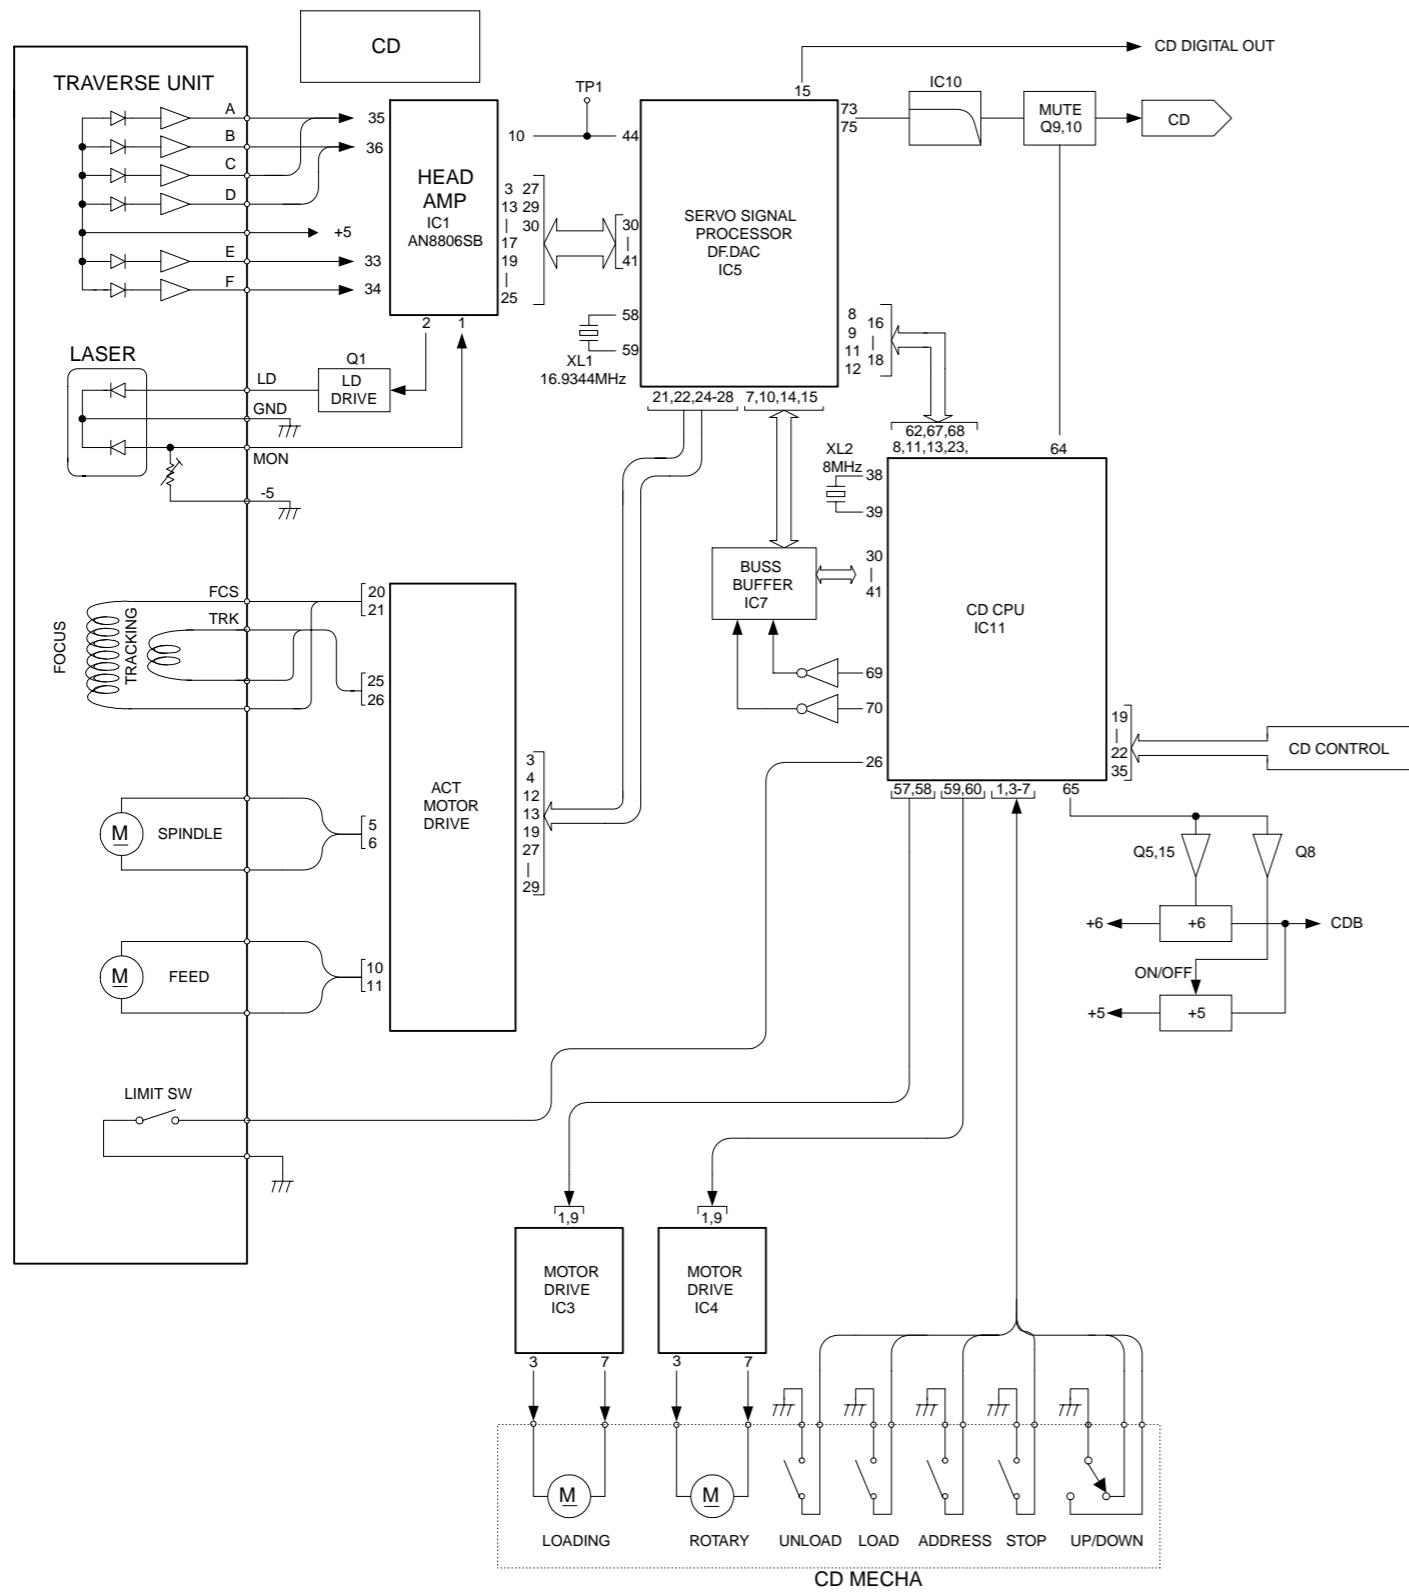 CD
TRAVERSE UNIT
A
B
C
D
+5
E
F
35
36
33
34
HEAD
AMP
IC1
AN8806SB
10
3 27
13 29
| 30
17
19
|
25
2
1
TP1
44
30
|
41
58
59
XL1
16.9344MHz
SERVO SIGNAL
PROCESSOR
DF.DAC
IC5
15
CD DIGITAL OUT
73
75
IC10
MUTE
Q9,10
CD
8
9
11
12
16
|
18
21,22,24-28
7,10,14,15
LASER
LD
GND
MON
-5
Q1
LD
DRIVE
62,67,68
8,11,13,23,
64
XL2
8MHz
38
39
BUSS
BUFFER
IC7
30
|
41
CD CPU
IC11
69
70
26
19
|
22
35
CD CONTROL
57,58
59,60
1,3-7
65
FOCUS
TRACKING
FCS
TRK
20
21
25
26
ACT
MOTOR
DRIVE
3
4
12
13
19
27
|
29
M
SPINDLE
5
6
M
FEED
10
11
Q5,15
Q8
+6
+6
CDB
ON/OFF
+5
+5
LIMIT SW
1,9
1,9
MOTOR
DRIVE
IC3
MOTOR
DRIVE
IC4
3
7
3
7
M
M
LOADING
ROTARY
UNLOAD
LOAD
ADDRESS
STOP
UP/DOWN
CD MECHA